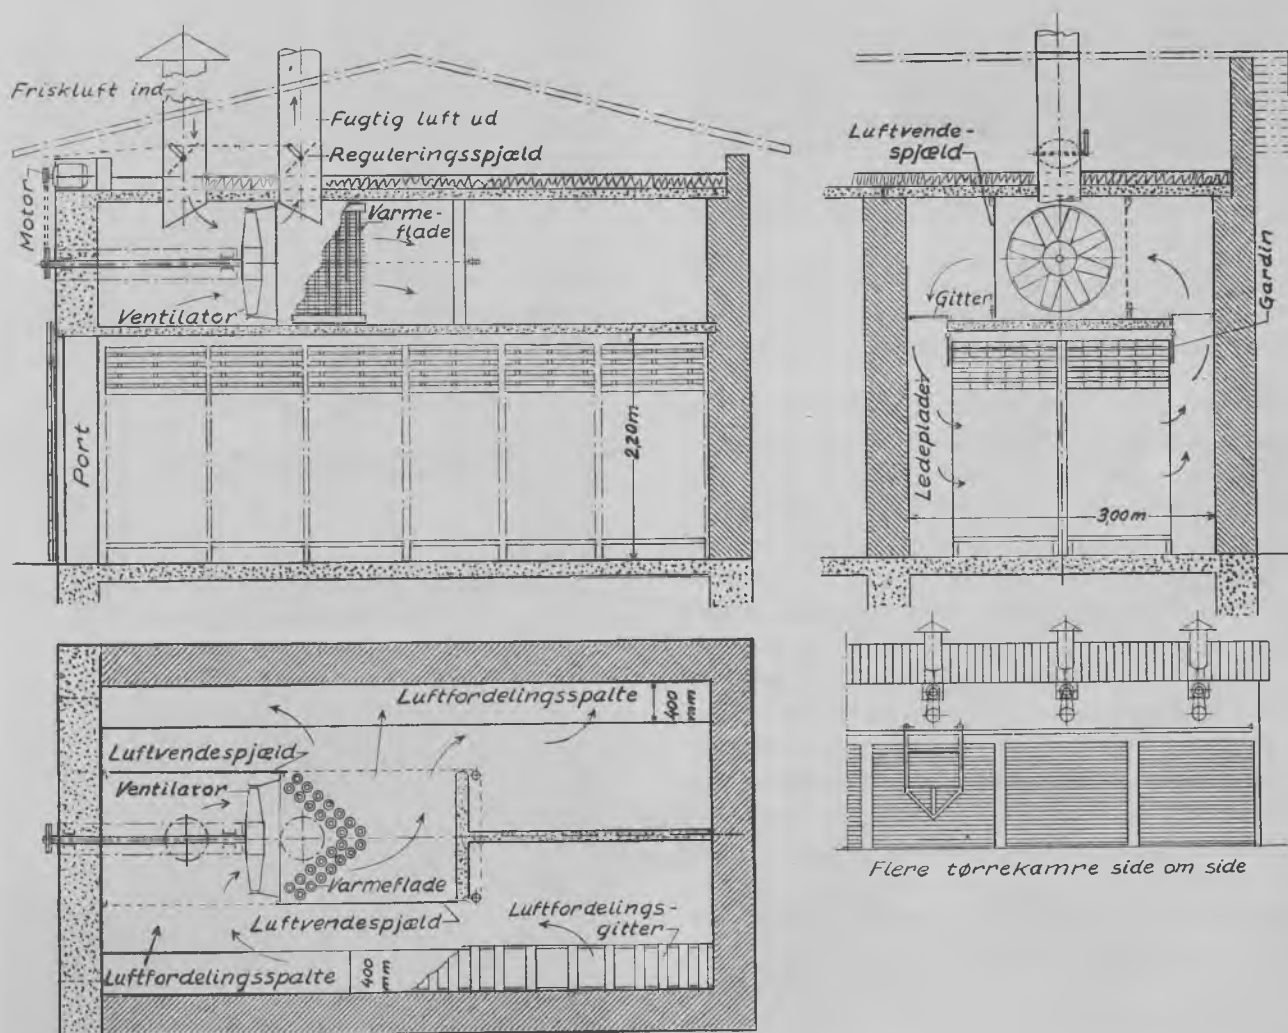 Friskluft ind
Fugtig luft ud
Reguleringsspjæld
Motor
Varme-
flade
Ventilator
Port
2,20m
Luftvende-
spjæld
Gitter
Gardin
Ledeplader
3,00m
Luftfordelingsspalte
400
mm
Luftvendespjæld
Ventilator
Varmeflade
Luftvendespjæld
Luftfordelings-
gitter
Luftfordelingsspalte
400
mm
Flere tørrekamre side om side